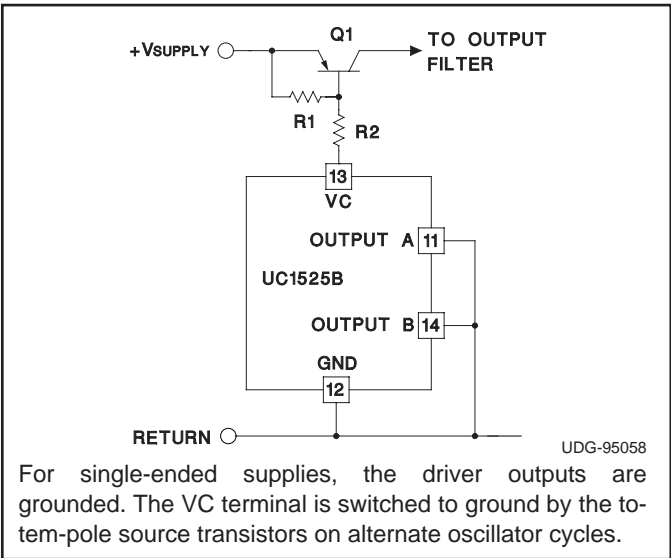 Q1
+VSUPPLY
TO OUTPUT
FILTER
R1
R2
13
VC
OUTPUT A 11
UC1525B
OUTPUT B 14
GND
12
RETURN
UDG-95058
For single-ended supplies, the driver outputs are
grounded. The VC terminal is switched to ground by the to-
tem-pole source transistors on alternate oscillator cycles.